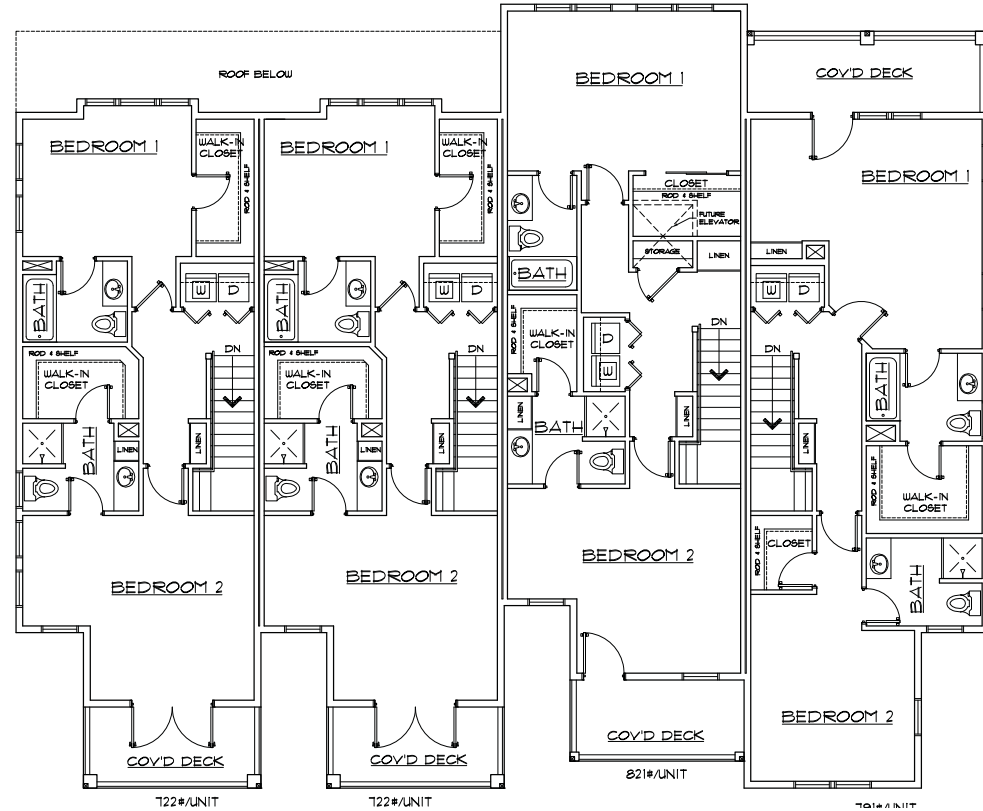 ROOF BELOW
BEDROOM 1
WALK-IN
CLOSET
ROD & SHELF
BATH
W
D
ROD & SHELF
WALK-IN
CLOSET
DN
BATH
LINEN
LINEN
BEDROOM 2
COV'D DECK
722#/UNIT
BEDROOM 1
WALK-IN
CLOSET
ROD & SHELF
BATH
W
D
ROD & SHELF
WALK-IN
CLOSET
DN
BATH
LINEN
LINEN
BEDROOM 2
COV'D DECK
722#/UNIT
BEDROOM 1
CLOSET
ROD & SHELF
FUTURE
ELEVATOR
STORAGE
LINEN
BATH
ROD & SHELF
WALK-IN
CLOSET
D
W
DN
LINEN
BATH
LINEN
BEDROOM 2
COV'D DECK
821#/UNIT
COV'D DECK
BEDROOM 1
LINEN
W
D
DN
BATH
LINEN
ROD & SHELF
WALK-IN
CLOSET
ROD & SHELF
CLOSET
BATH
BEDROOM 2
791#/UNIT